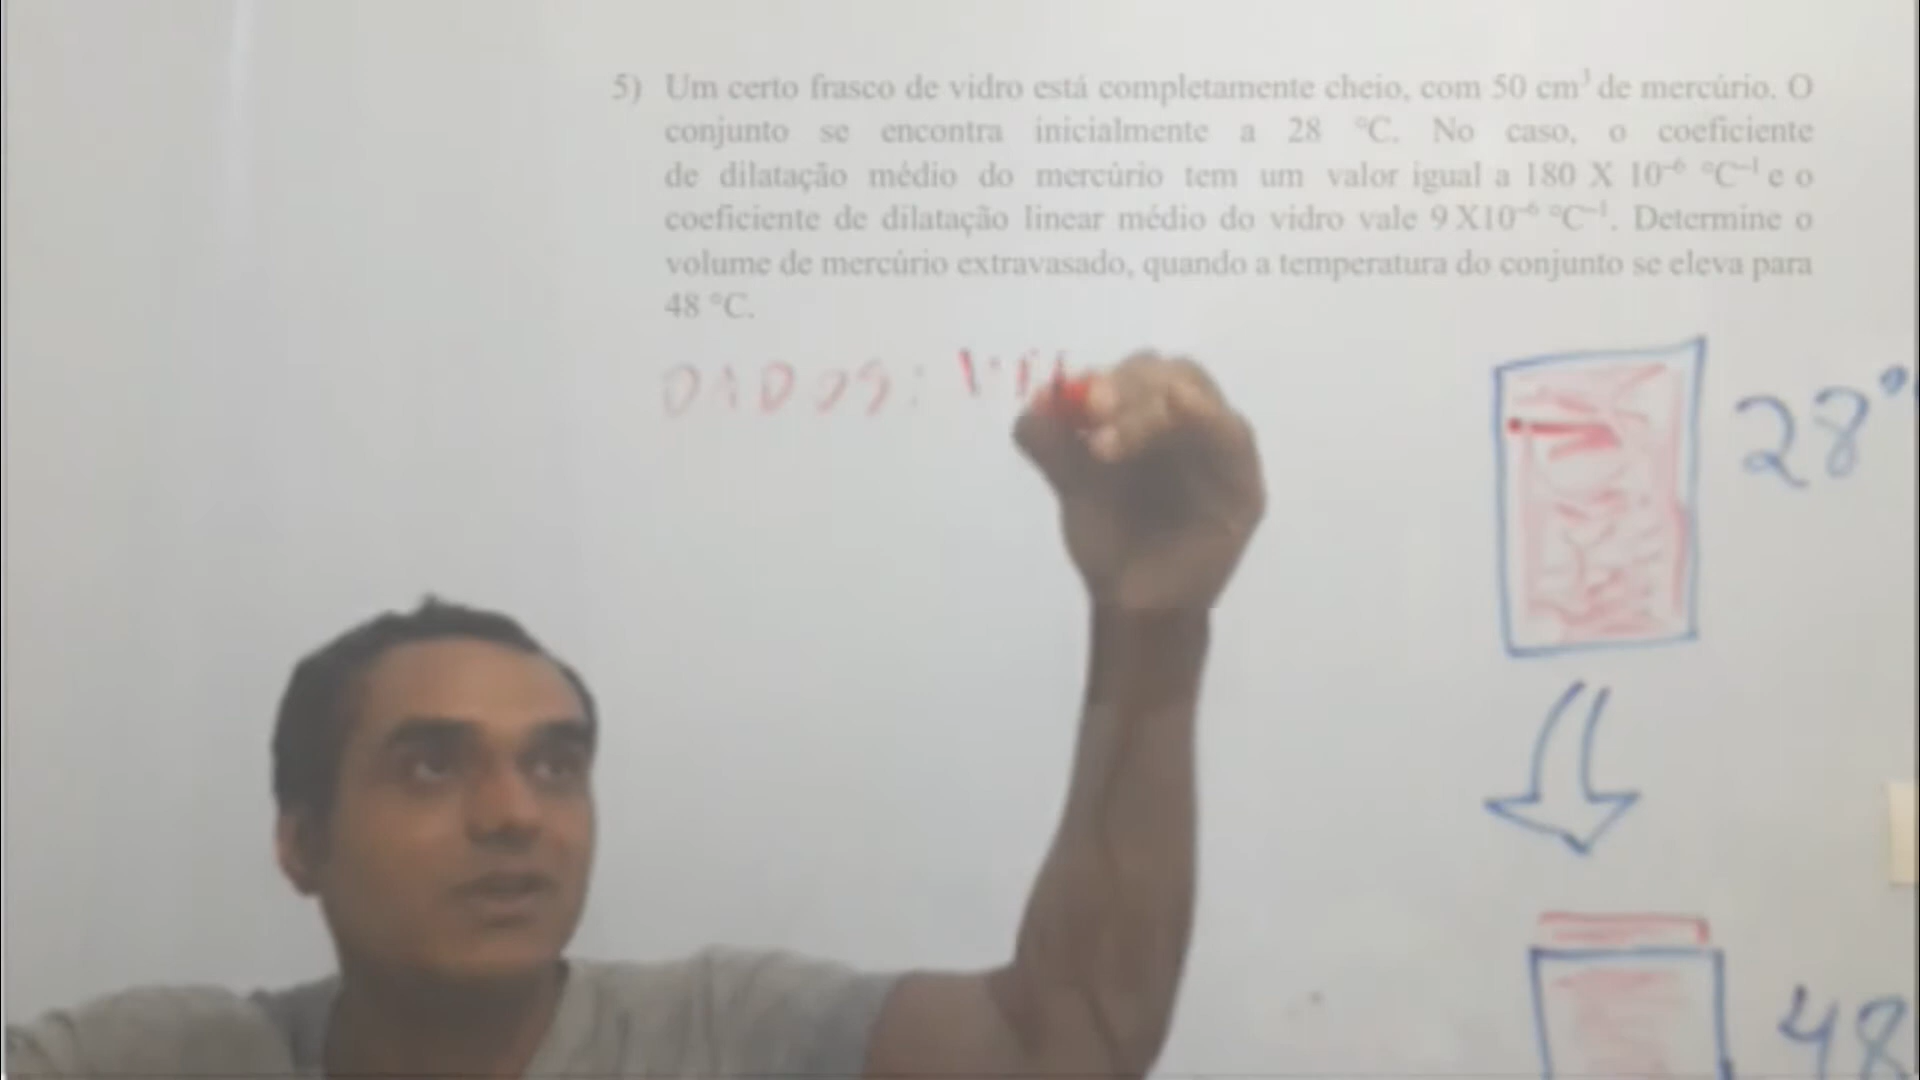 5) Um certo frasco de vidro está completamente cheio, com 50 cm³ de mercúrio. O
conjunto se encontra inicialmente a 28 °C. No caso, o coeficiente
de dilatação médio do mercúrio tem um valor igual a 180 X 10⁻⁶ °C⁻¹ e o
coeficiente de dilatação linear médio do vidro vale 9 X10⁻⁶ °C⁻¹. Determine o
volume de mercúrio extravasado, quando a temperatura do conjunto se eleva para
48 °C.
DADOS:
28°
48